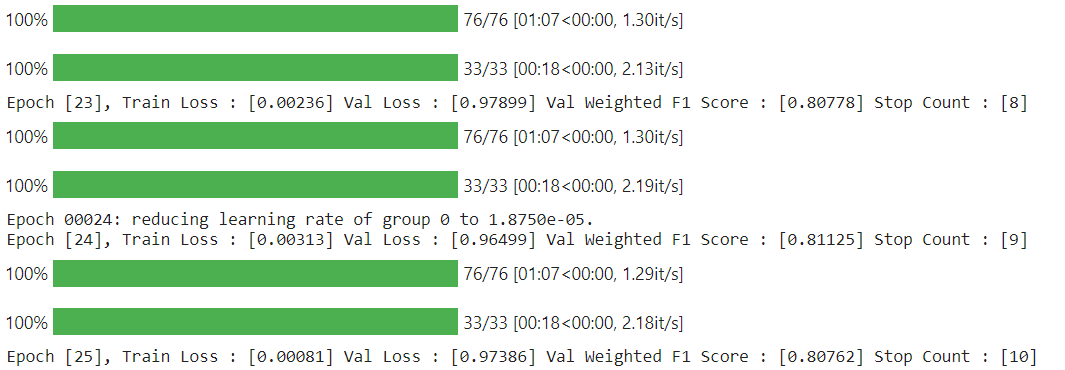 100% 76/76 [01:07<00:00, 1.30it/s]
100% 33/33 [00:18<00:00, 2.13it/s]
Epoch [23], Train Loss : [0.00236] Val Loss : [0.97899] Val Weighted F1 Score : [0.80778] Stop Count : [8]
100% 76/76 [01:07<00:00, 1.30it/s]
100% 33/33 [00:18<00:00, 2.19it/s]
Epoch 00024: reducing learning rate of group 0 to 1.8750e-05.
Epoch [24], Train Loss : [0.00313] Val Loss : [0.96499] Val Weighted F1 Score : [0.81125] Stop Count : [9]
100% 76/76 [01:07<00:00, 1.29it/s]
100% 33/33 [00:18<00:00, 2.18it/s]
Epoch [25], Train Loss : [0.00081] Val Loss : [0.97386] Val Weighted F1 Score : [0.80762] Stop Count : [10]